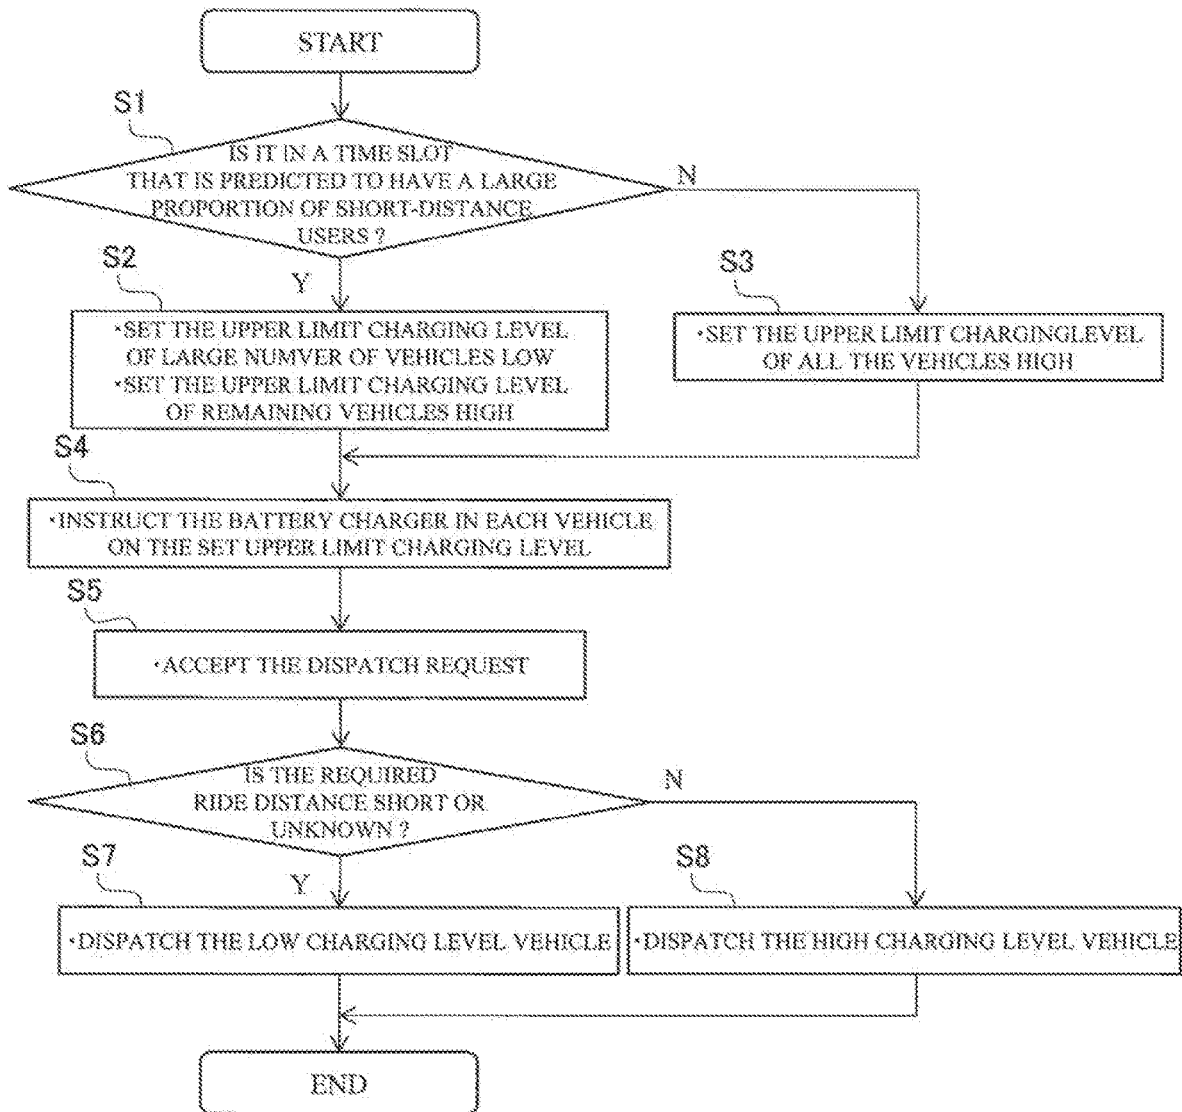 START
S1
IS IT IN A TIME SLOT
THAT IS PREDICTED TO HAVE A LARGE
PROPORTION OF SHORT-DISTANCE
USERS ?
N
Y
S2
・SET THE UPPER LIMIT CHARGING LEVEL
OF LARGE NUMVER OF VEHICLES LOW
・SET THE UPPER LIMIT CHARGING LEVEL
OF REMAINING VEHICLES HIGH
S3
・SET THE UPPER LIMIT CHARGINGLEVEL
OF ALL THE VEHICLES HIGH
S4
・INSTRUCT THE BATTERY CHARGER IN EACH VEHICLE
ON THE SET UPPER LIMIT CHARGING LEVEL
S5
・ACCEPT THE DISPATCH REQUEST
S6
IS THE REQUIRED
RIDE DISTANCE SHORT OR
UNKNOWN ?
N
Y
S7
・DISPATCH THE LOW CHARGING LEVEL VEHICLE
S8
・DISPATCH THE HIGH CHARGING LEVEL VEHICLE
END